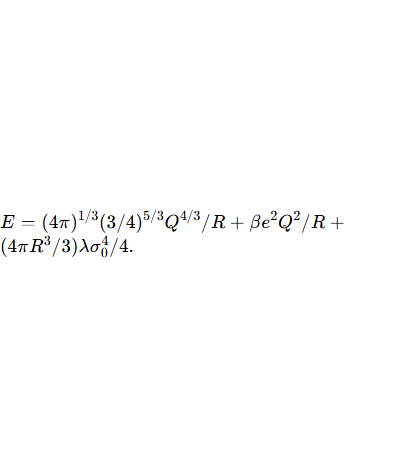 E = (4π)^{1/3}(3/4)^{5/3}Q^{4/3}/R + βe^2Q^2/R +
(4πR^3/3)λσ_0^4/4.